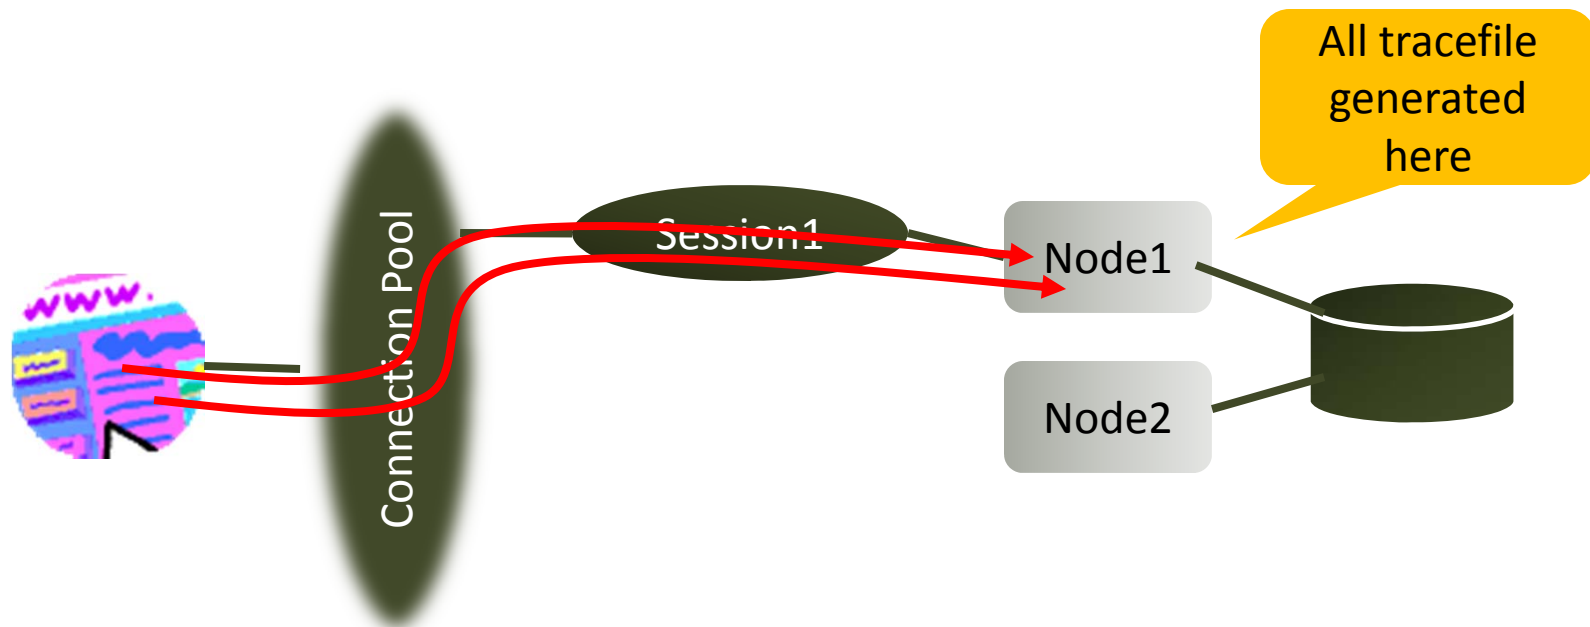 All tracefile
generated
here
Connection Pool
Session1
Node1
www.
Node2